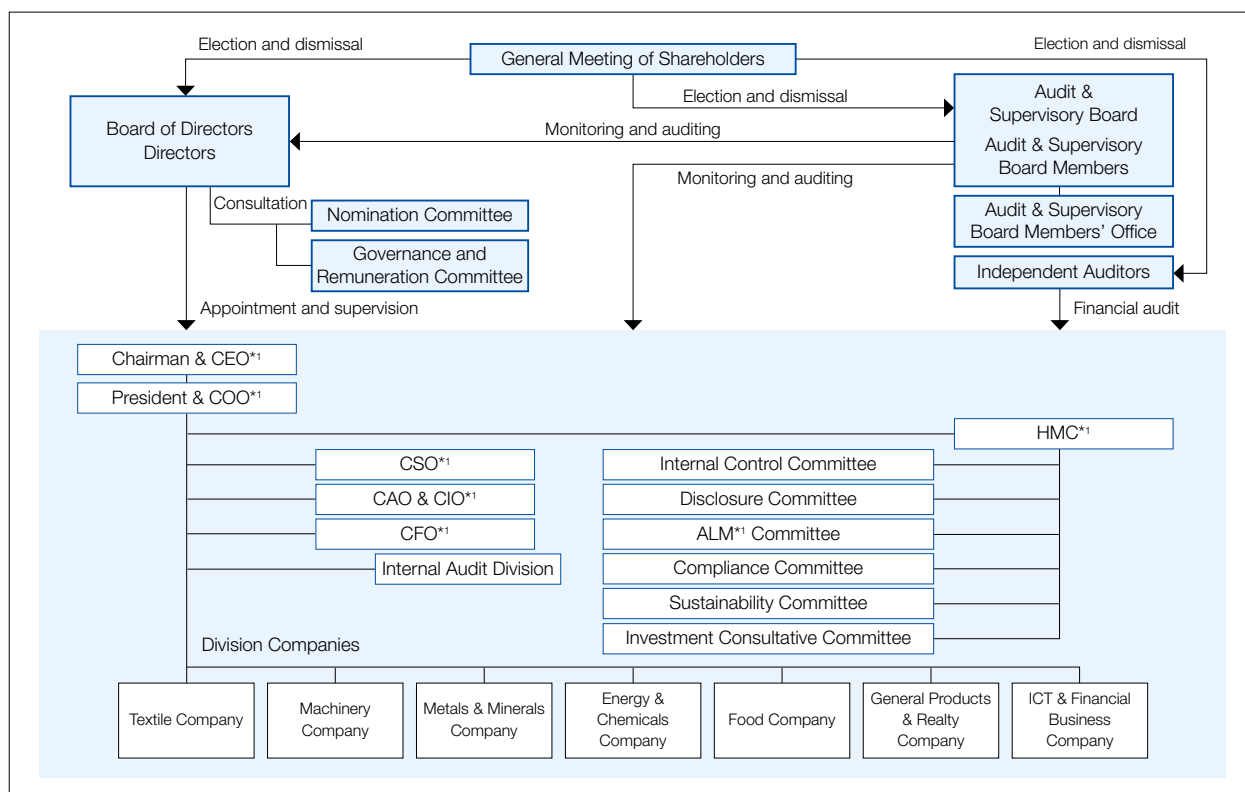 Election and dismissal
General Meeting of Shareholders
Election and dismissal
Election and dismissal
Board of Directors
Directors
Monitoring and auditing
Audit &
Supervisory Board
Audit & Supervisory
Board Members
Monitoring and auditing
Consultation
Nomination Committee
Governance and
Remuneration Committee
Audit & Supervisory
Board Members’ Office
Independent Auditors
Appointment and supervision
Financial audit
Chairman & CEO*1
President & COO*1
HMC*1
CSO*1
CAO & CIO*1
CFO*1
Internal Audit Division
Internal Control Committee
Disclosure Committee
ALM*1 Committee
Compliance Committee
Sustainability Committee
Investment Consultative Committee
Division Companies
Textile Company
Machinery
Company
Metals & Minerals
Company
Energy &
Chemicals
Company
Food Company
General Products
& Realty
Company
ICT & Financial
Business
Company